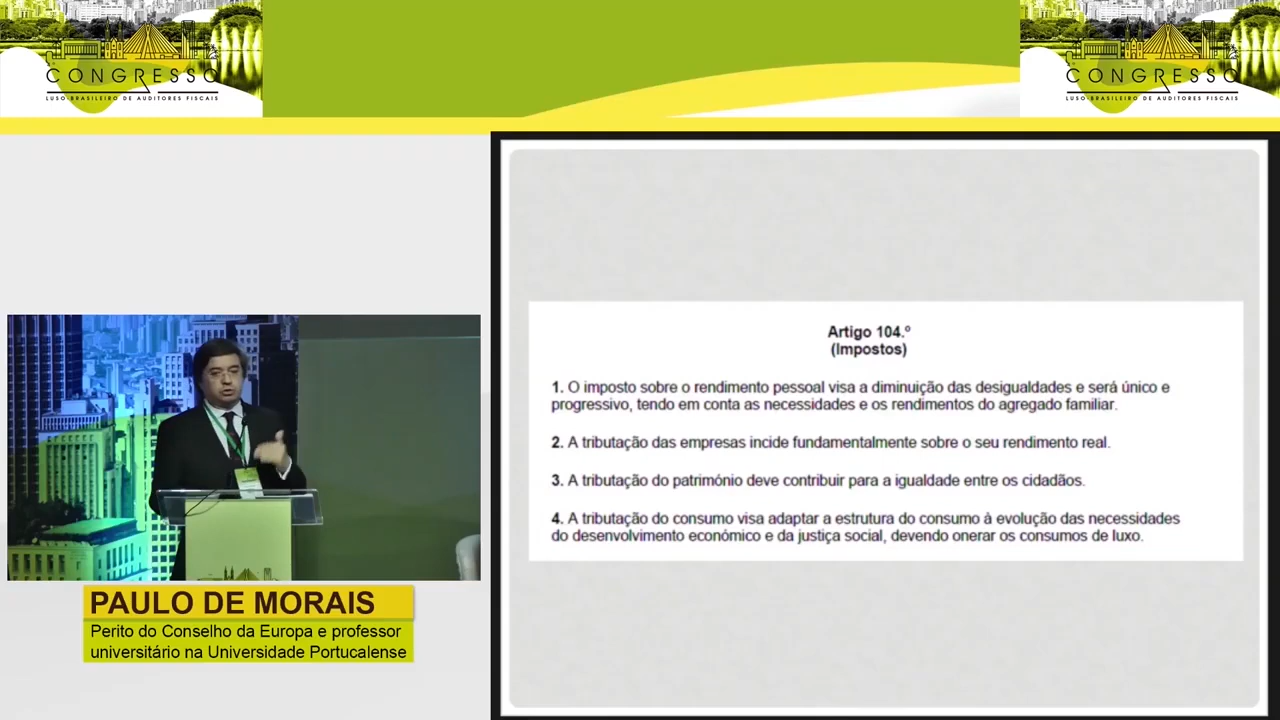 CONGRESSO
LUSO-BRASILEIRO DE AUDITORES FISCAIS
CONGRESSO
LUSO-BRASILEIRO DE AUDITORES FISCAIS
Artigo 104.º
(Impostos)
1. O imposto sobre o rendimento pessoal visa a diminuição das desigualdades e será único e
progressivo, tendo em conta as necessidades e os rendimentos do agregado familiar.
2. A tributação das empresas incide fundamentalmente sobre o seu rendimento real.
3. A tributação do património deve contribuir para a igualdade entre os cidadãos.
4. A tributação do consumo visa adaptar a estrutura do consumo à evolução das necessidades
do desenvolvimento económico e da justiça social, devendo onerar os consumos de luxo.
PAULO DE MORAIS
Perito do Conselho da Europa e professor
universitário na Universidade Portucalense